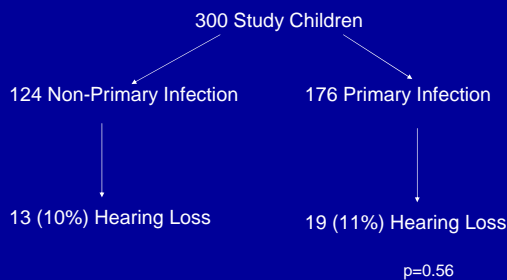 300 Study Children
124 Non-Primary Infection
176 Primary Infection
13 (10%) Hearing Loss
19 (11%) Hearing Loss
p=0.56